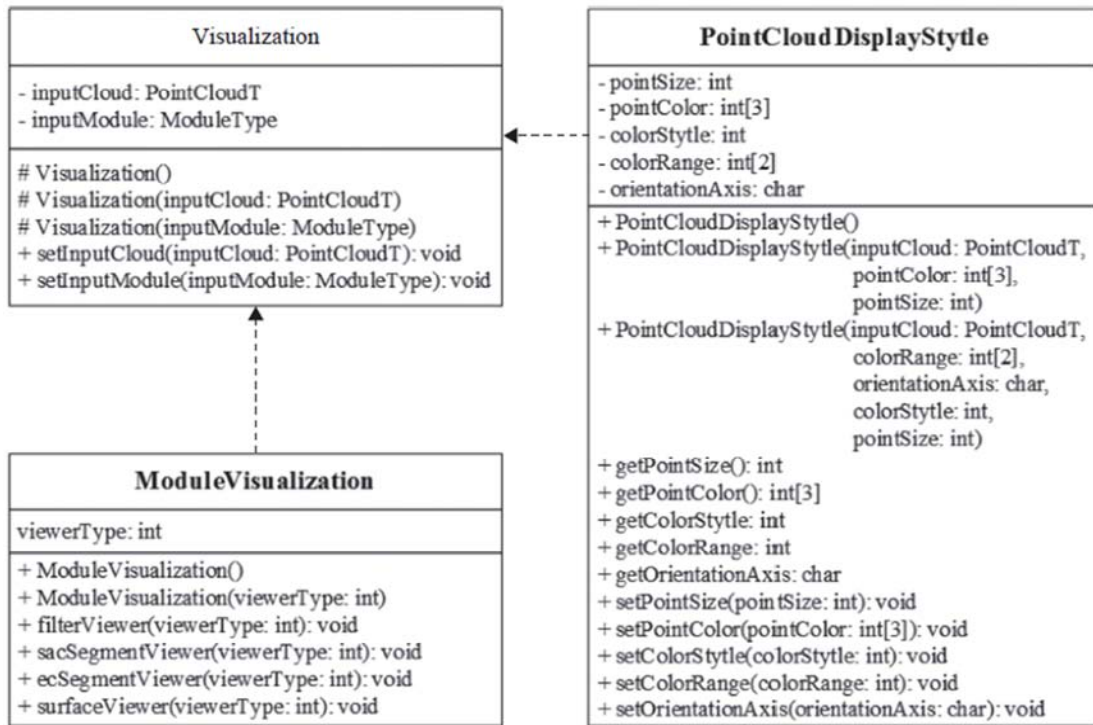 Visualization
- inputCloud: PointCloudT
- inputModule: ModuleType
# Visualization()
# Visualization(inputCloud: PointCloudT)
# Visualization(inputModule: ModuleType)
+ setInputCloud(inputCloud: PointCloudT): void
+ setInputModule(inputModule: ModuleType): void
ModuleVisualization
viewerType: int
+ ModuleVisualization()
+ ModuleVisualization(viewerType: int)
+ filterViewer(viewerType: int): void
+ sacSegmentViewer(viewerType: int): void
+ ecSegmentViewer(viewerType: int): void
+ surfaceViewer(viewerType: int): void
PointCloudDisplayStytle
- pointSize: int
- pointColor: int[3]
- colorStytle: int
- colorRange: int[2]
- orientationAxis: char
+ PointCloudDisplayStytle()
+ PointCloudDisplayStytle(inputCloud: PointCloudT,
pointColor: int[3],
pointSize: int)
+ PointCloudDisplayStytle(inputCloud: PointCloudT,
colorRange: int[2],
orientationAxis: char,
colorStytle: int,
pointSize: int)
+ getPointSize(): int
+ getPointColor(): int[3]
+ getColorStytle: int
+ getColorRange: int
+ getOrientationAxis: char
+ setPointSize(pointSize: int): void
+ setPointColor(pointColor: int[3]): void
+ setColorStytle(colorStytle: int): void
+ setColorRange(colorRange: int): void
+ setOrientationAxis(orientationAxis: char): void